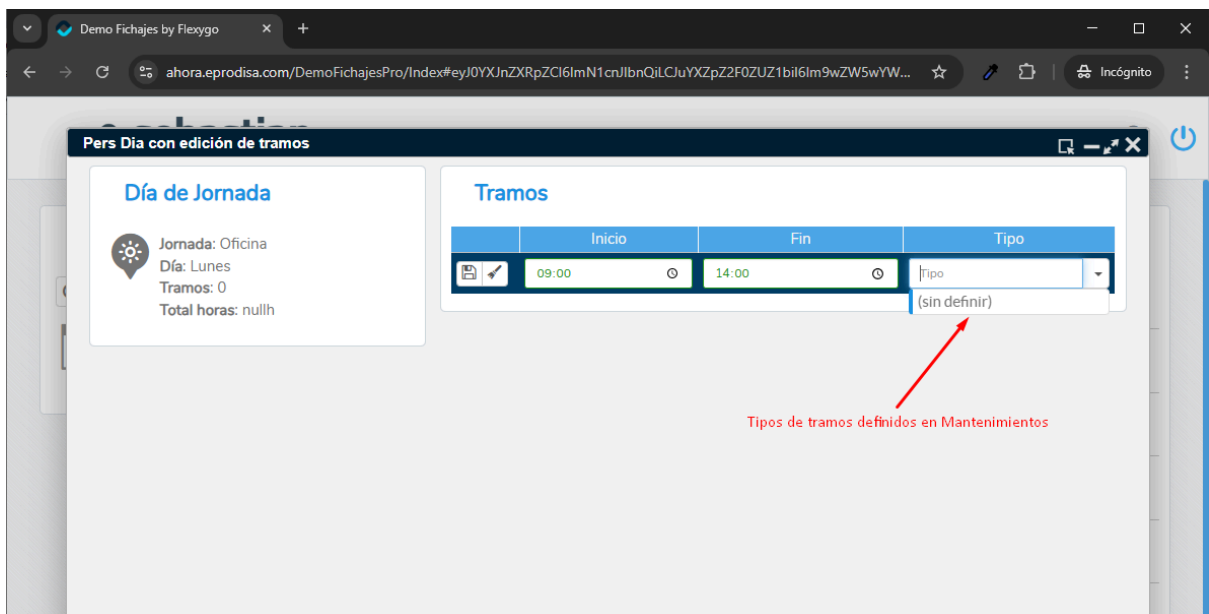 Demo Fichajes by Flexygo
ahora.eprodisa.com/DemoFichajesPro/Index#eyJ0YXJnZXRpZCI6ImN1cnJlbnQiLCJuYXZpZ2F0ZUZ1biI6Im9wZW5wYW...
Incógnito
Pers Dia con edición de tramos
Día de Jornada
Jornada: Oficina
Día: Lunes
Tramos: 0
Total horas: nullh
Tramos
Inicio Fin Tipo
09:00 14:00 Tipo
(sin definir)
Tipos de tramos definidos en Mantenimientos